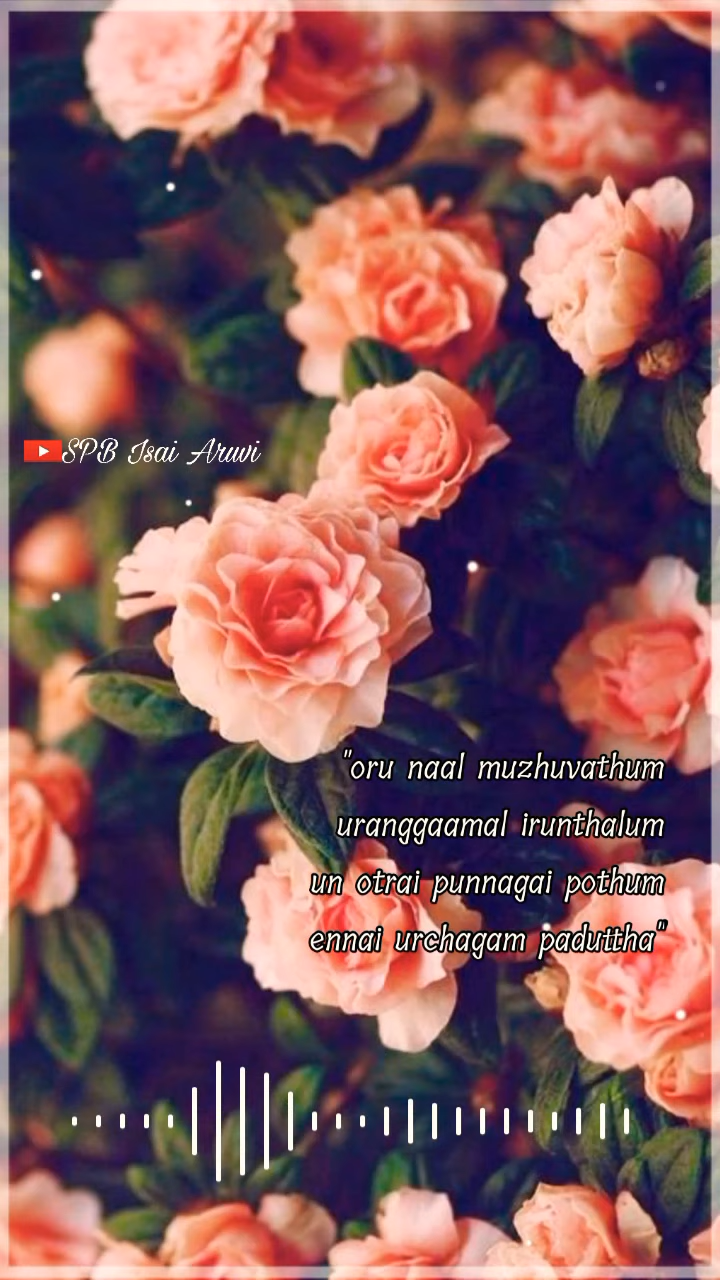 SPB Isai Aruvi
"oru naal muzhuvathum
uranggaamal irunthalum
un otrai punnagai pothum
ennai urchagam paduttha"